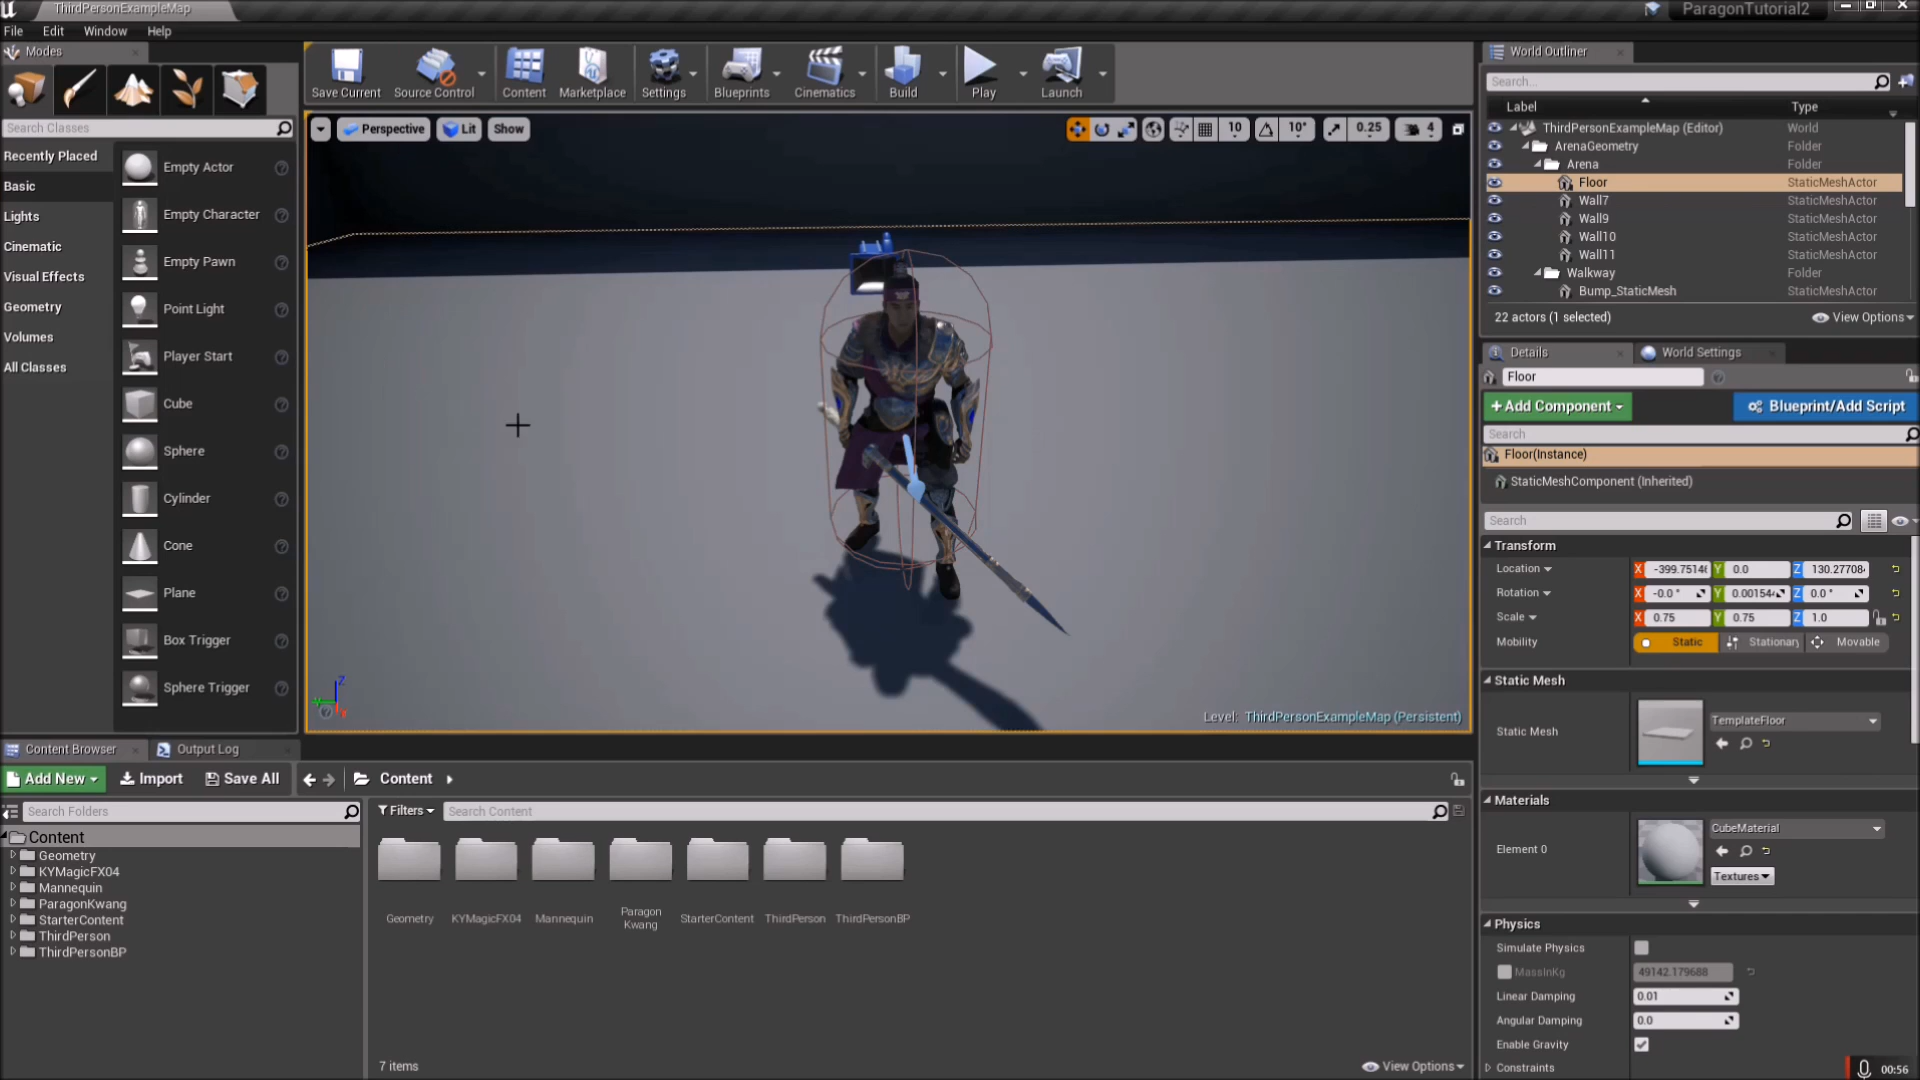 ThirdPersonExampleMap
ParagonTutorial2
File Edit Window Help
Modes
Search Classes
Recently Placed
Basic
Lights
Cinematic
Visual Effects
Geometry
Volumes
All Classes
Empty Actor
Empty Character
Empty Pawn
Point Light
Player Start
Cube
Sphere
Cylinder
Cone
Plane
Box Trigger
Sphere Trigger
Save Current Source Control Content Marketplace Settings Blueprints Cinematics Build Play Launch
Perspective Lit Show
10 10° 0.25 4
Level: ThirdPersonExampleMap (Persistent)
World Outliner
Search...
Label Type
ThirdPersonExampleMap (Editor) World
ArenaGeometry Folder
Arena Folder
Floor StaticMeshActor
Wall7 StaticMeshActor
Wall9 StaticMeshActor
Wall10 StaticMeshActor
Wall11 StaticMeshActor
Walkway Folder
Bump_StaticMesh StaticMeshActor
22 actors (1 selected) View Options
Details World Settings
Floor
+Add Component Blueprint/Add Script
Search
Floor(Instance)
StaticMeshComponent (Inherited)
Search
Transform
Location X -399.7514 Y 0.0 Z 130.27708
Rotation X -0.0 ° Y 0.00154 Z 0.0 °
Scale X 0.75 Y 0.75 Z 1.0
Mobility Static Stationary Movable
Static Mesh
Static Mesh TemplateFloor
Materials
Element 0 CubeMaterial
Textures
Physics
Simulate Physics
MassInKg 49142.179688
Linear Damping 0.01
Angular Damping 0.0
Enable Gravity
Constraints
00:56
Content Browser Output Log
Add New Import Save All Content
Search Folders
Filters Search Content
Content
Geometry
KYMagicFX04
Mannequin
ParagonKwang
StarterContent
ThirdPerson
ThirdPersonBP
Geometry KYMagicFX04 Mannequin Paragon
Kwang StarterContent ThirdPerson ThirdPersonBP
7 items View Options